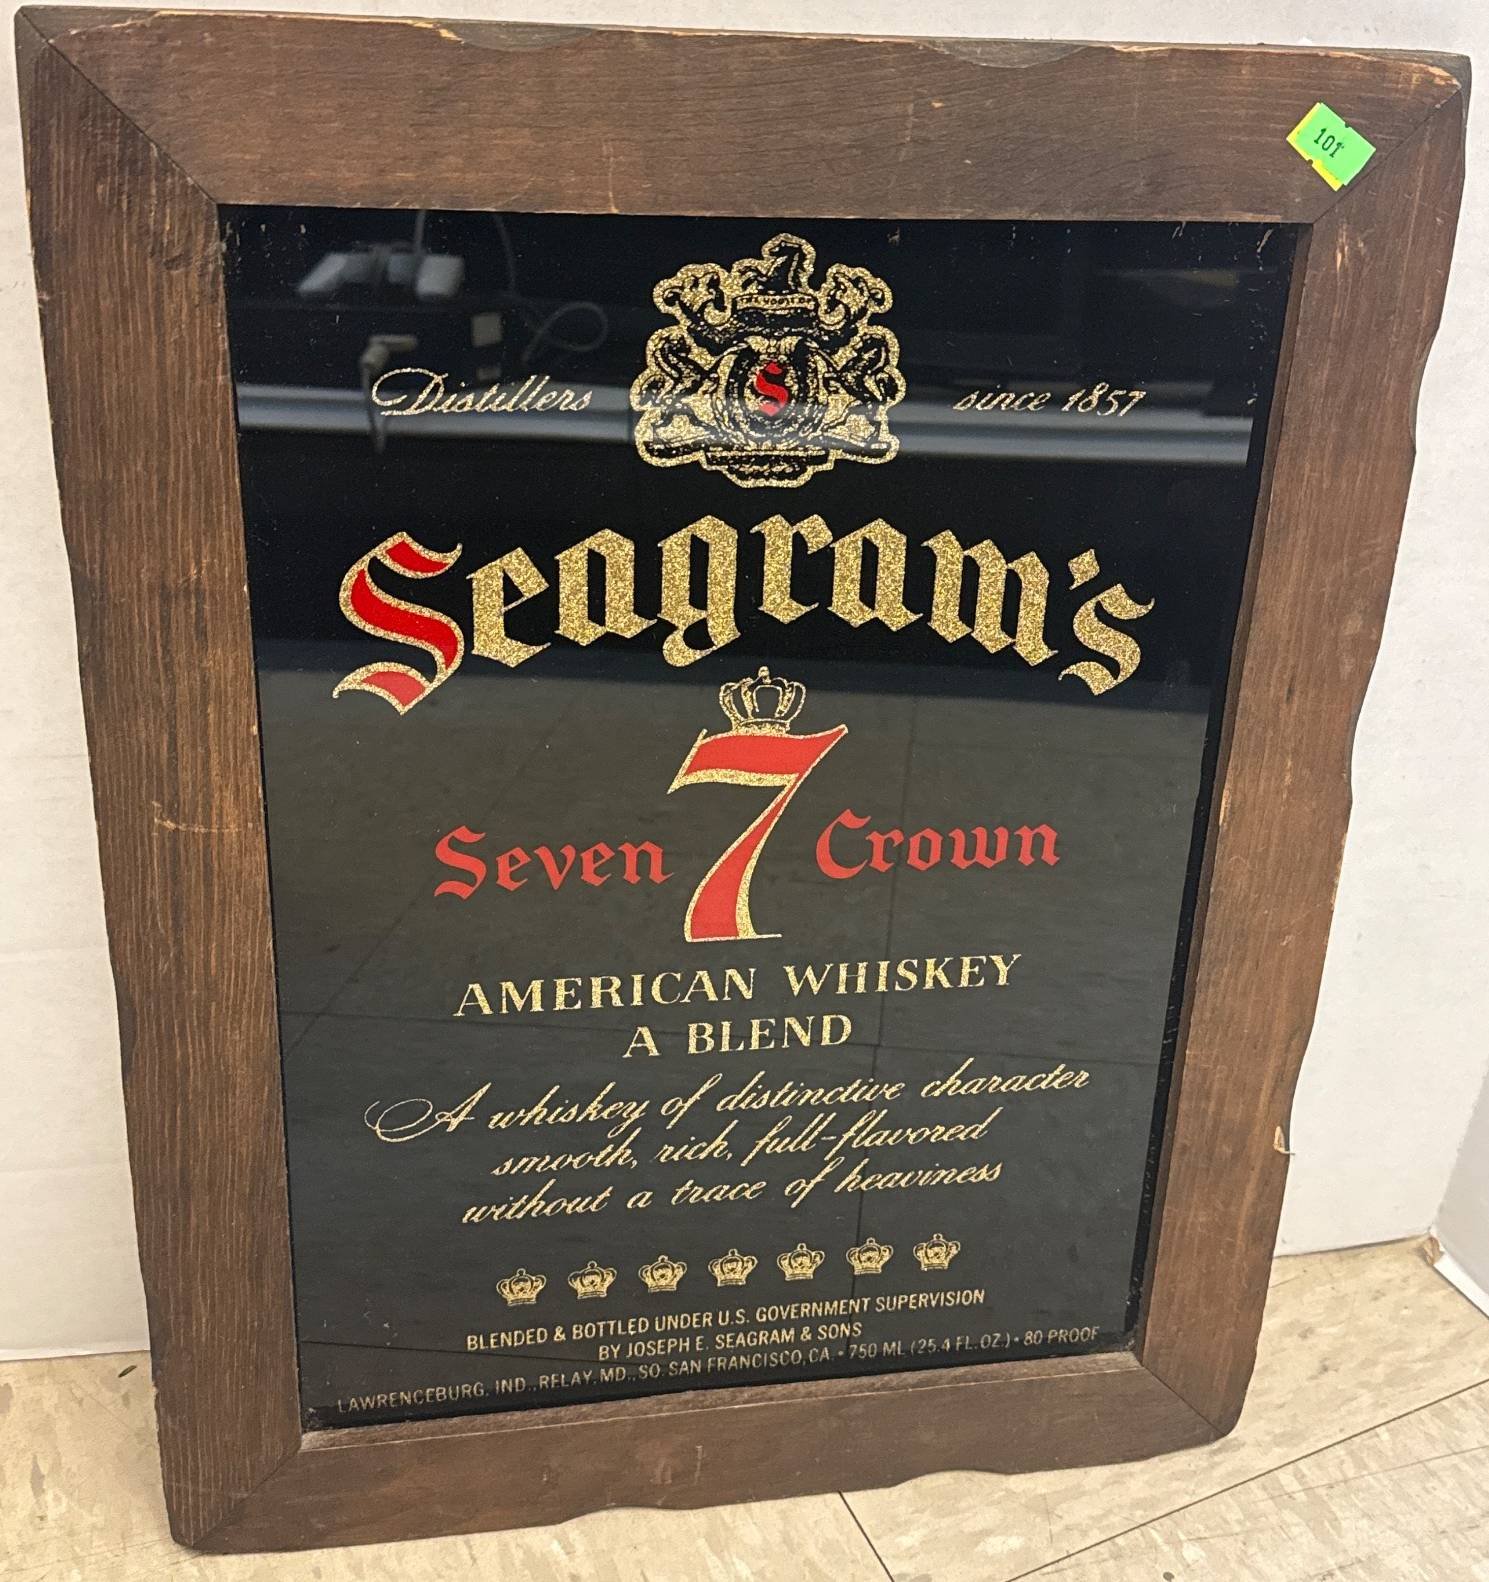 101
Distillers since 1857
S
Seagram's
7
Seven Crown
AMERICAN WHISKEY
A BLEND
A whiskey of distinctive character
smooth, rich, full-flavored
without a trace of heaviness
BLENDED & BOTTLED UNDER U.S. GOVERNMENT SUPERVISION
BY JOSEPH E. SEAGRAM & SONS
LAWRENCEBURG, IND., RELAY, MD., SO. SAN FRANCISCO, CA. • 750 ML (25.4 FL. OZ.) • 80 PROOF